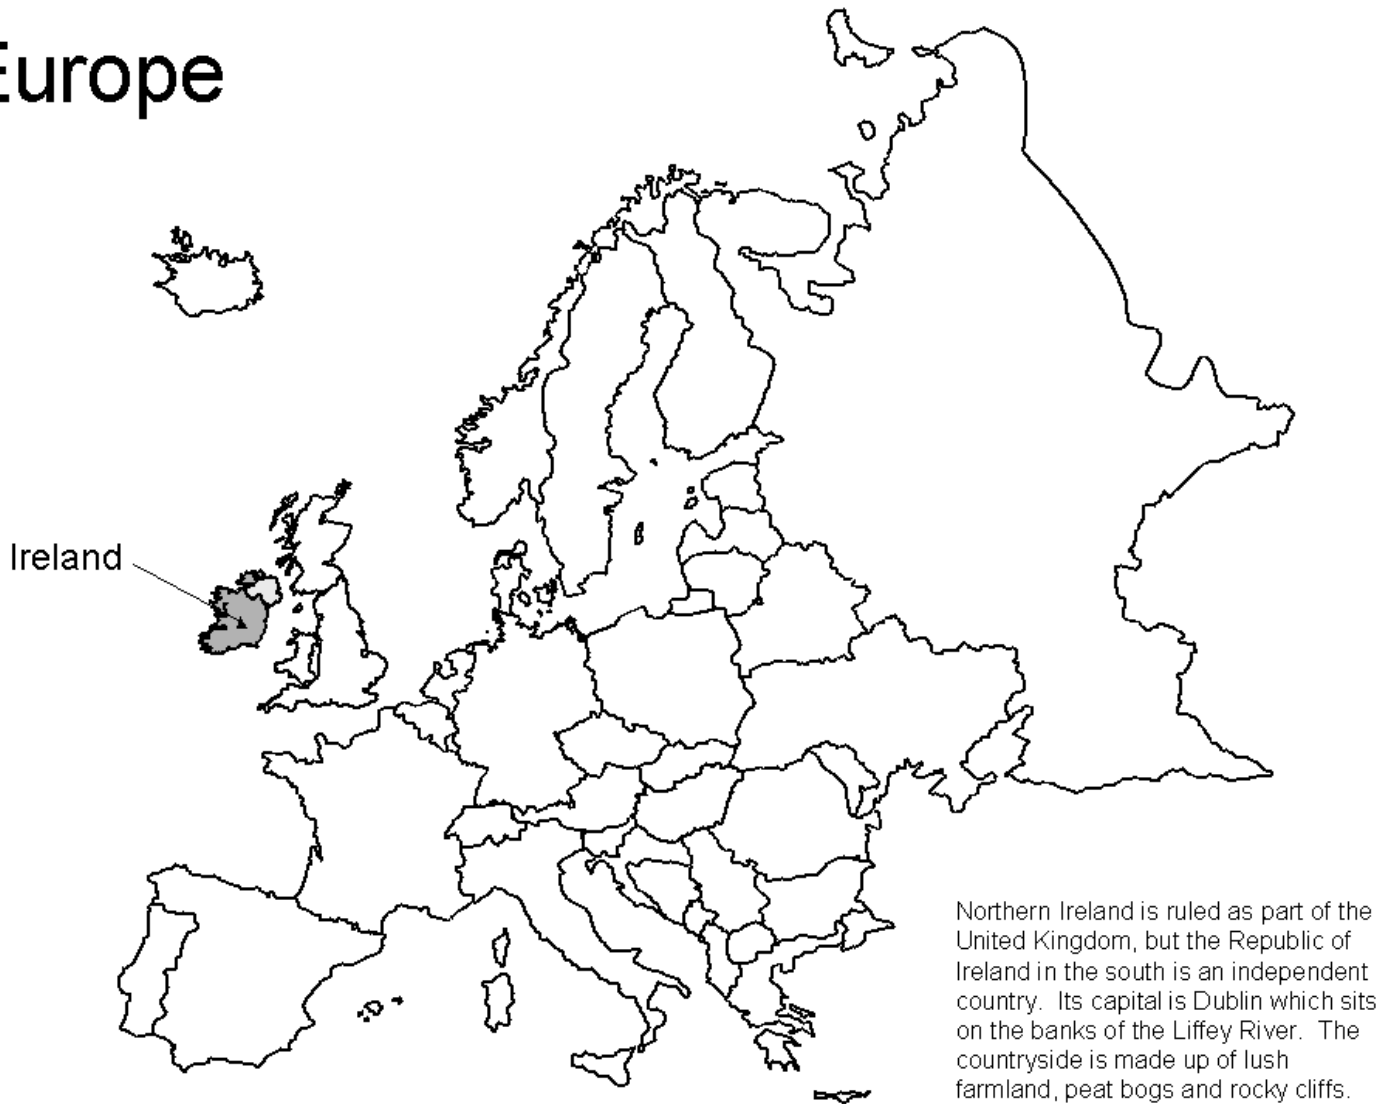 Europe
Ireland
Northern Ireland is ruled as part of the
United Kingdom, but the Republic of
Ireland in the south is an independent
country.  Its capital is Dublin which sits
on the banks of the Liffey River.  The
countryside is made up of lush
farmland, peat bogs and rocky cliffs.